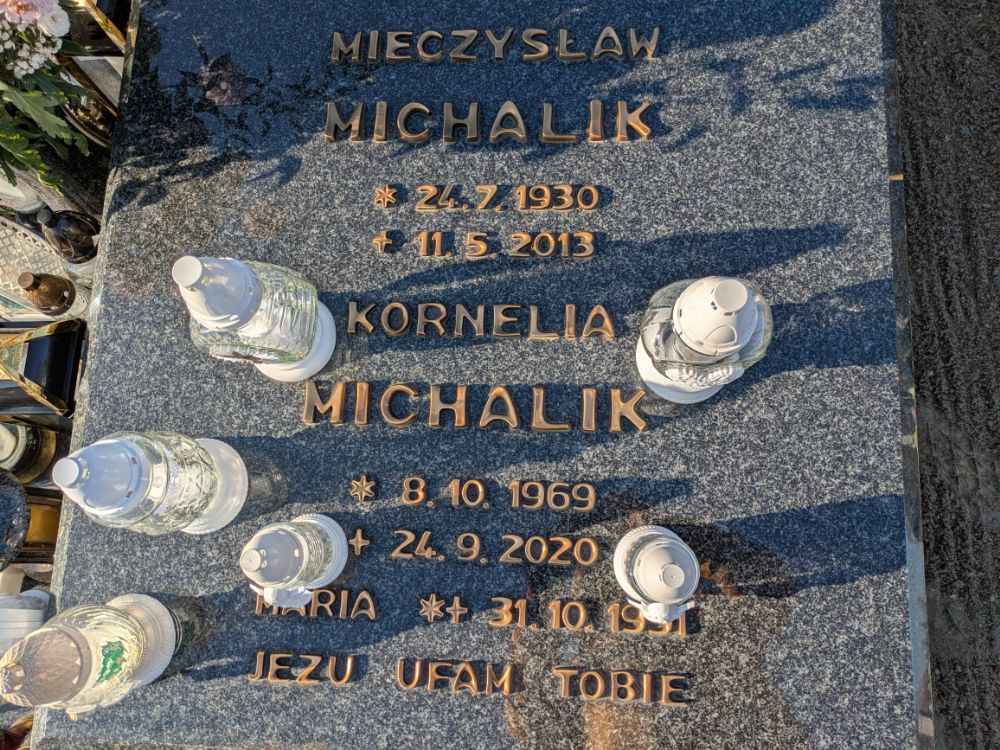 MIECZYSŁAW
MICHALIK
* 24. 7. 1930
+ 11. 5. 2013
KORNELIA
MICHALIK
* 8. 10. 1969
+ 24. 9. 2020
MARIA *+ 31. 10. 1991
JEZU UFAM TOBIE